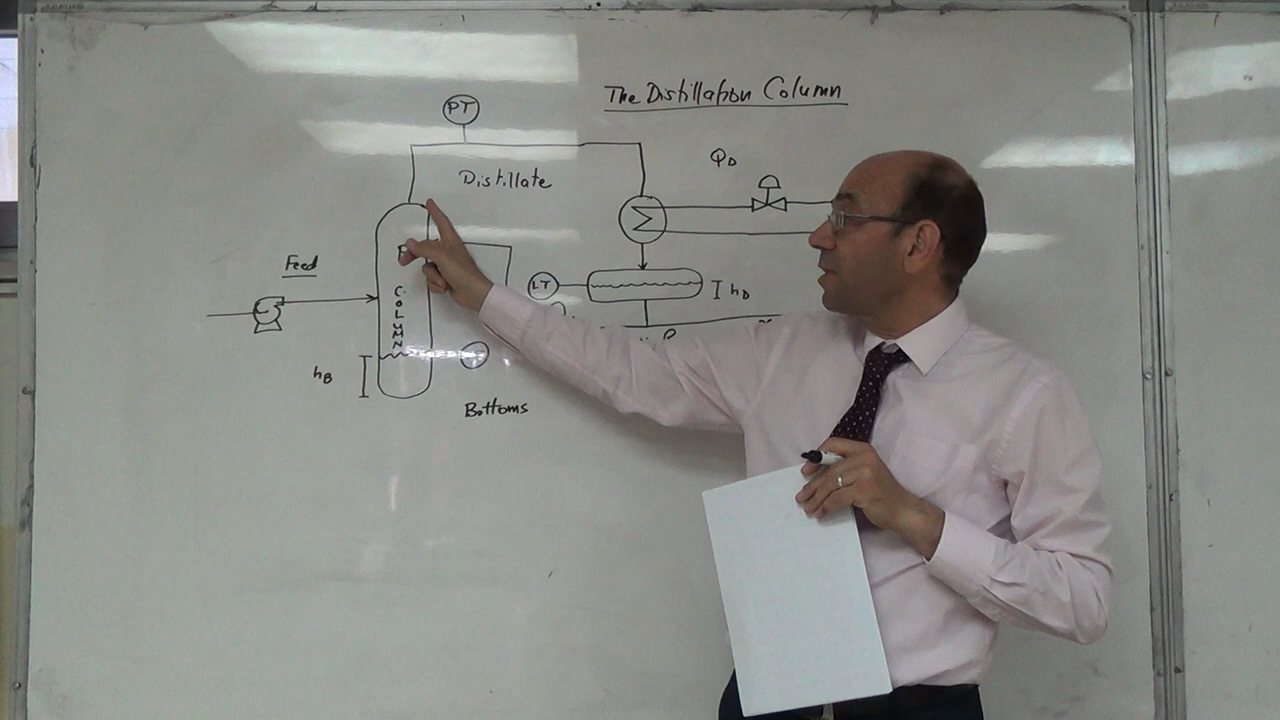 The Distillation Column
PT
Distillate
QD
P
Feed
LT
hD
COLUMN
hB
Bottoms